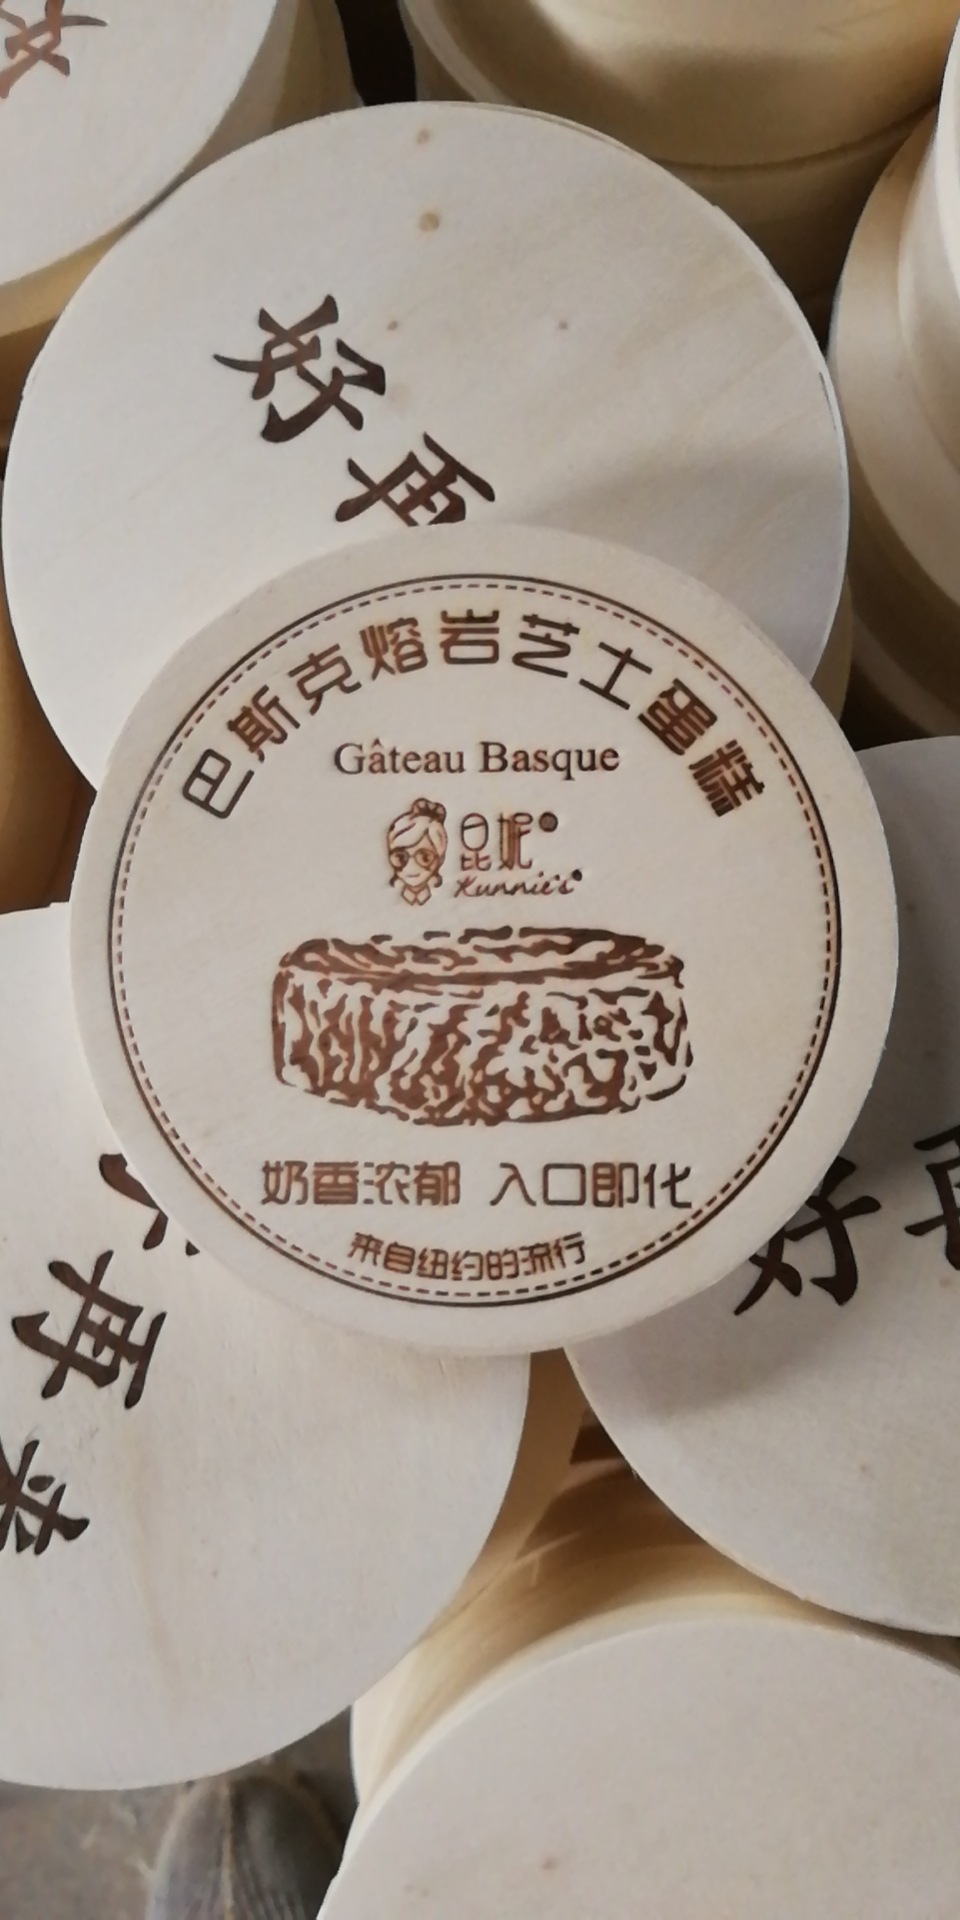 好再
巴斯克熔岩芝士蛋糕
Gâteau Basque
昆妮
Kunnie's
奶香浓郁 入口即化
来自纽约的流行
好再
再来